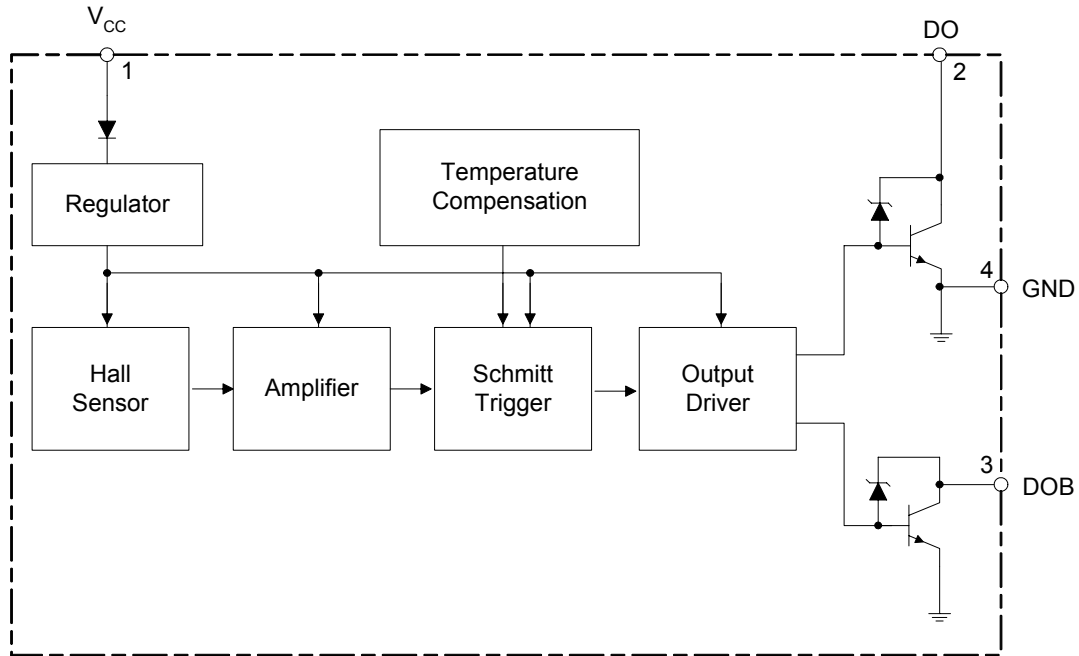 VCC
DO
1
2
Temperature
Compensation
Regulator
4
GND
Hall
Sensor
Amplifier
Schmitt
Trigger
Output
Driver
3
DOB